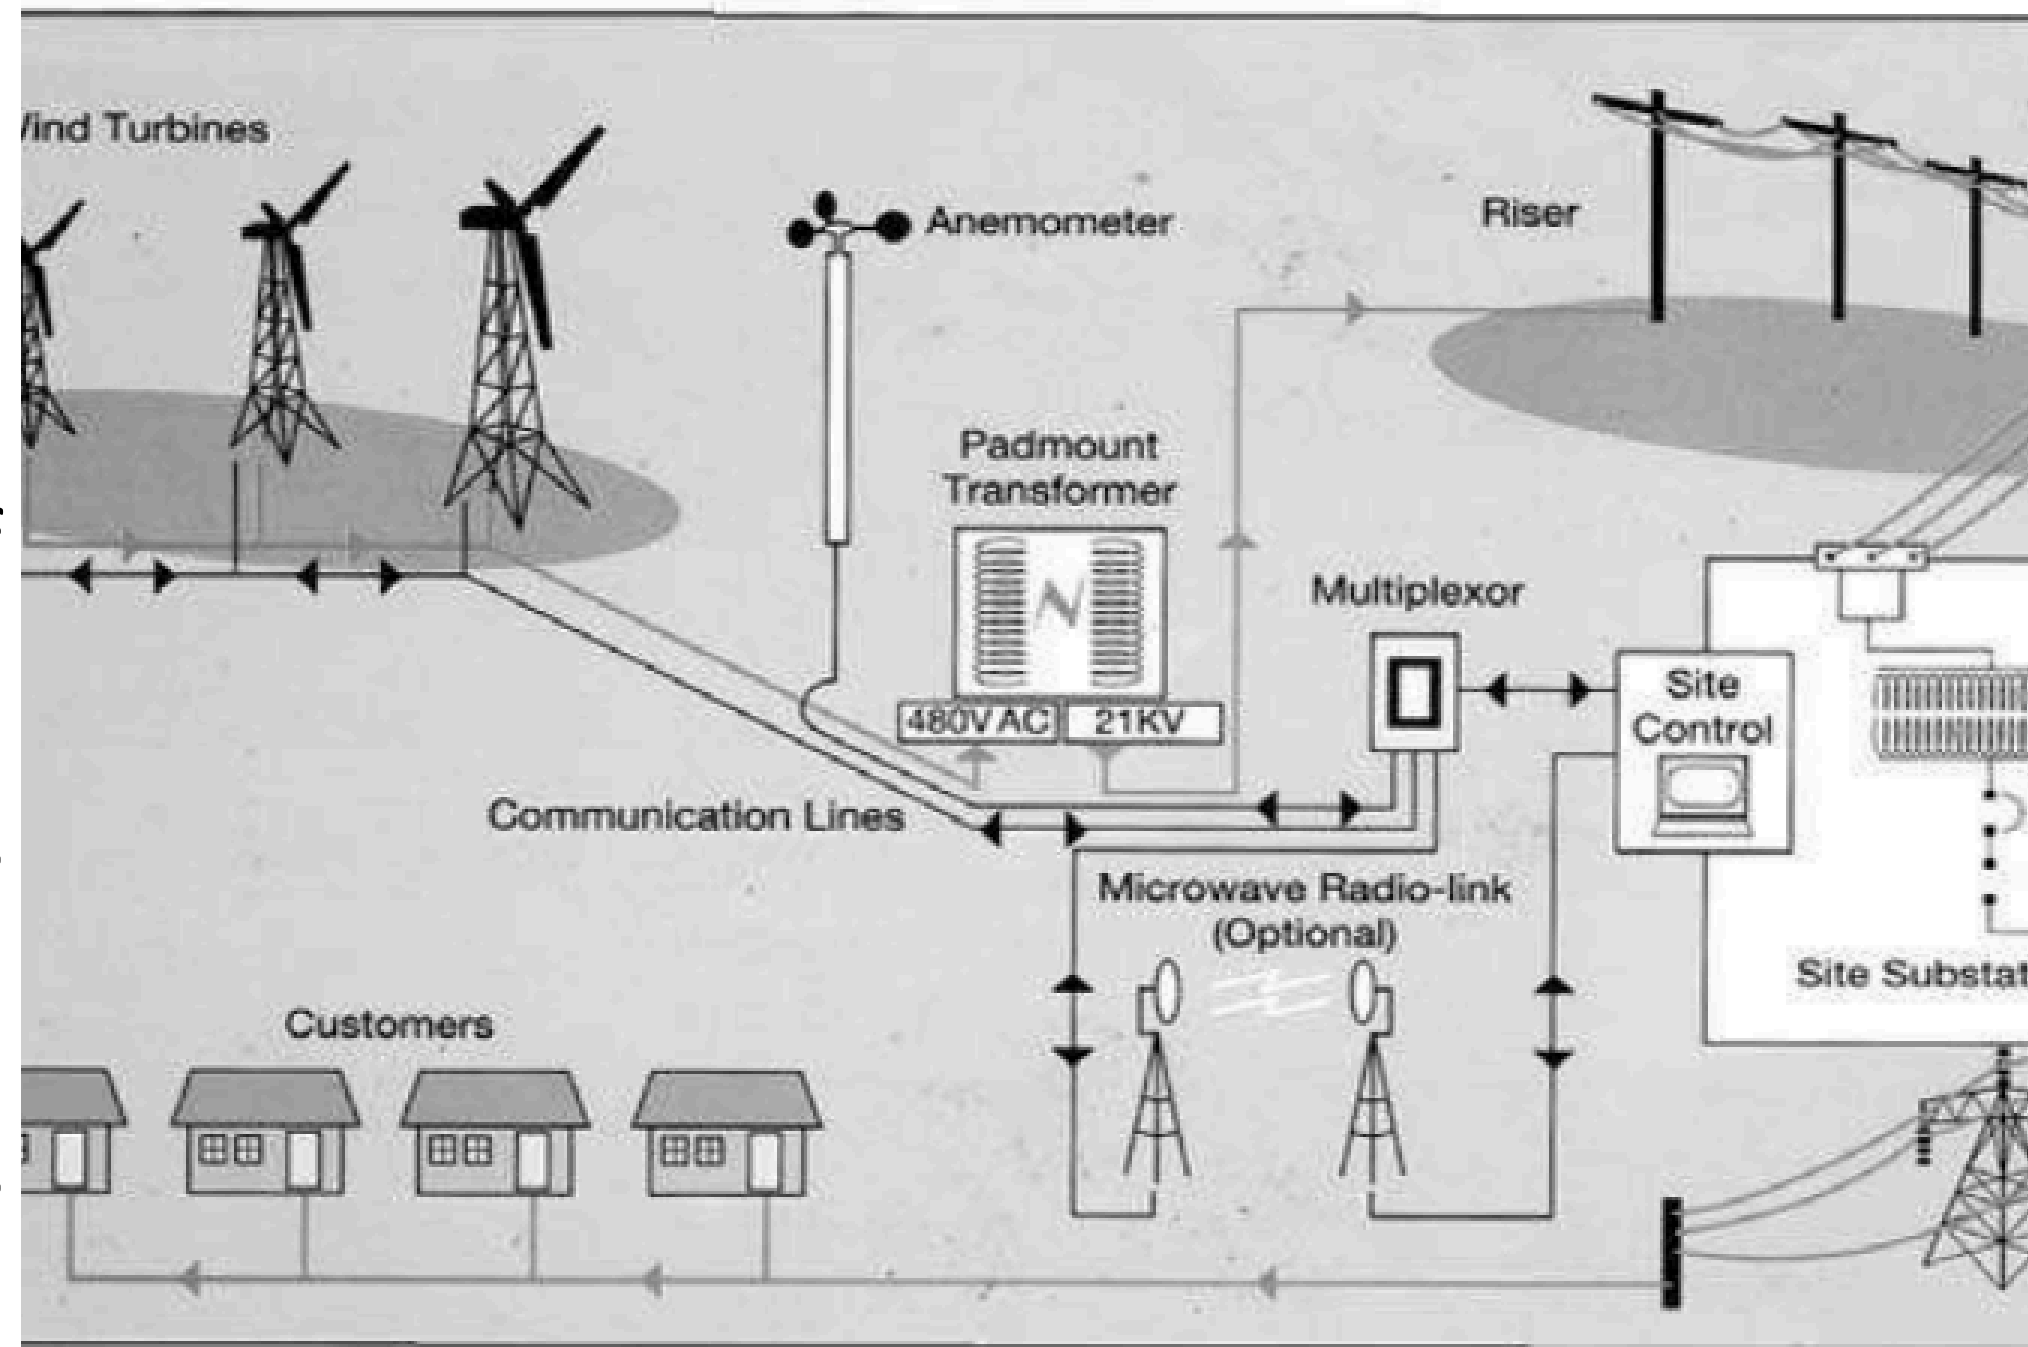 Wind Turbines
Anemometer
Riser
Padmount
Transformer
480V AC
21KV
Multiplexor
Site
Control
Communication Lines
Microwave Radio-link
(Optional)
Site Substat
Customers